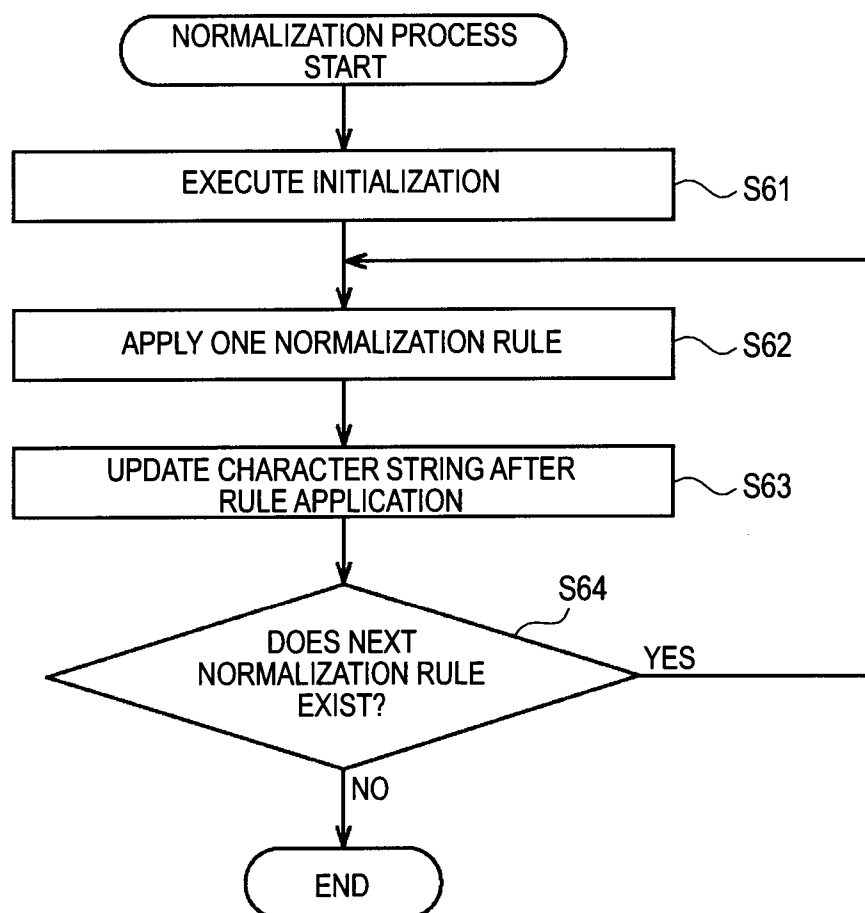 NORMALIZATION PROCESS
START
EXECUTE INITIALIZATION
S61
APPLY ONE NORMALIZATION RULE
S62
UPDATE CHARACTER STRING AFTER
RULE APPLICATION
S63
S64
DOES NEXT
NORMALIZATION RULE
EXIST?
YES
NO
END